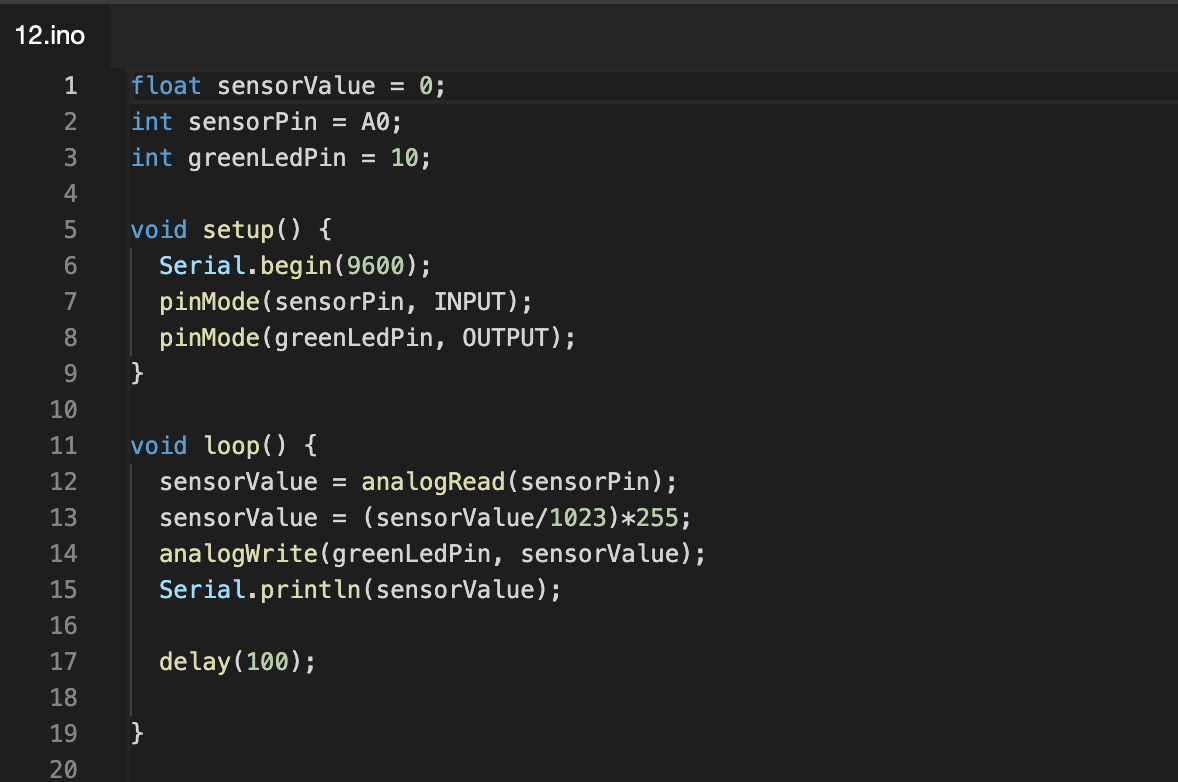 12.ino
1 float sensorValue = 0;
2 int sensorPin = A0;
3 int greenLedPin = 10;
4
5 void setup() {
6   Serial.begin(9600);
7   pinMode(sensorPin, INPUT);
8   pinMode(greenLedPin, OUTPUT);
9 }
10
11 void loop() {
12   sensorValue = analogRead(sensorPin);
13   sensorValue = (sensorValue/1023)*255;
14   analogWrite(greenLedPin, sensorValue);
15   Serial.println(sensorValue);
16
17   delay(100);
18
19 }
20